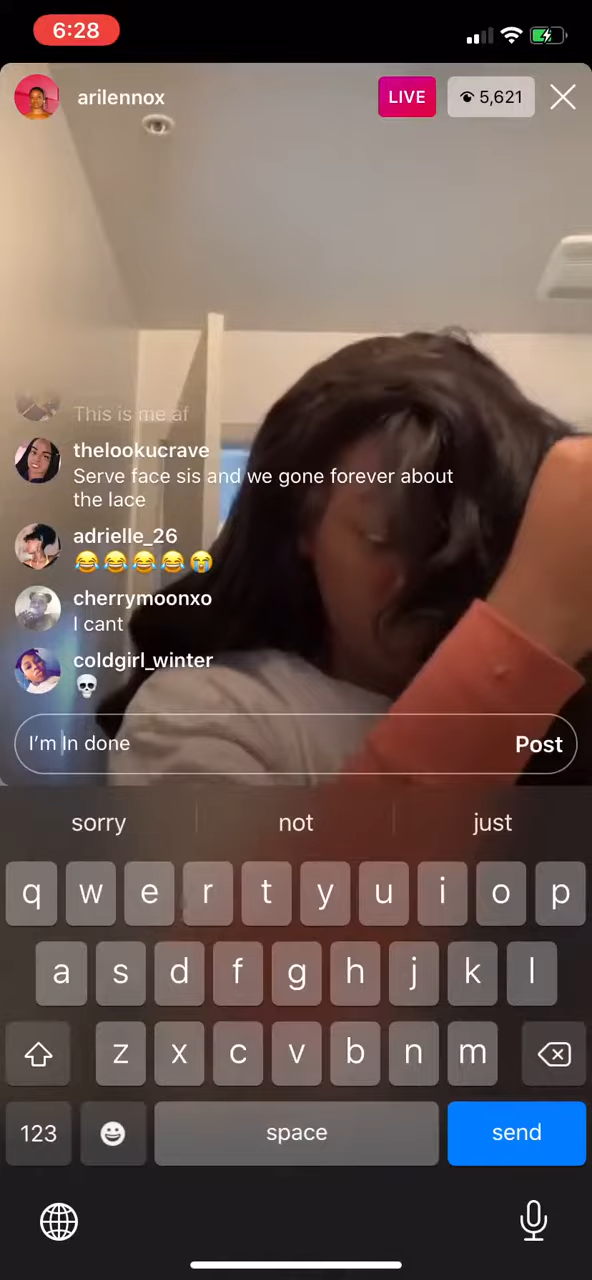 6:28
arilennox
LIVE
5,621
This is me af
thelookucrave
Serve face sis and we gone forever about
the lace
adrielle_26
😂😂😂😂😭
cherrymoonxo
I cant
coldgirl_winter
💀
I'm In done
Post
sorry not just
q w e r t y u i o p
a s d f g h j k l
z x c v b n m
123 space send